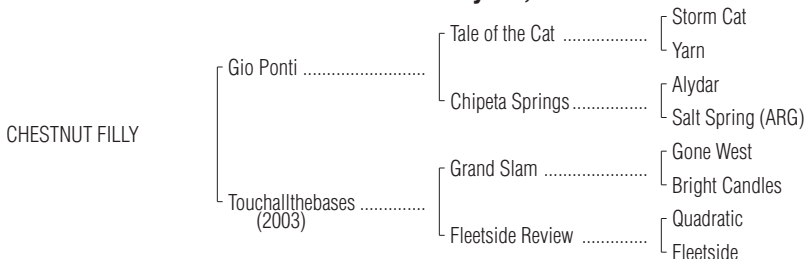 Storm Cat
Tale of the Cat ..................
Yarn
Gio Ponti ..........................
Alydar
Chipeta Springs................
Salt Spring (ARG)
CHESTNUT FILLY
Gone West
Grand Slam ......................
Bright Candles
Touchallthebases ..............
(2003)
Quadratic
Fleetside Review ..............
Fleetside